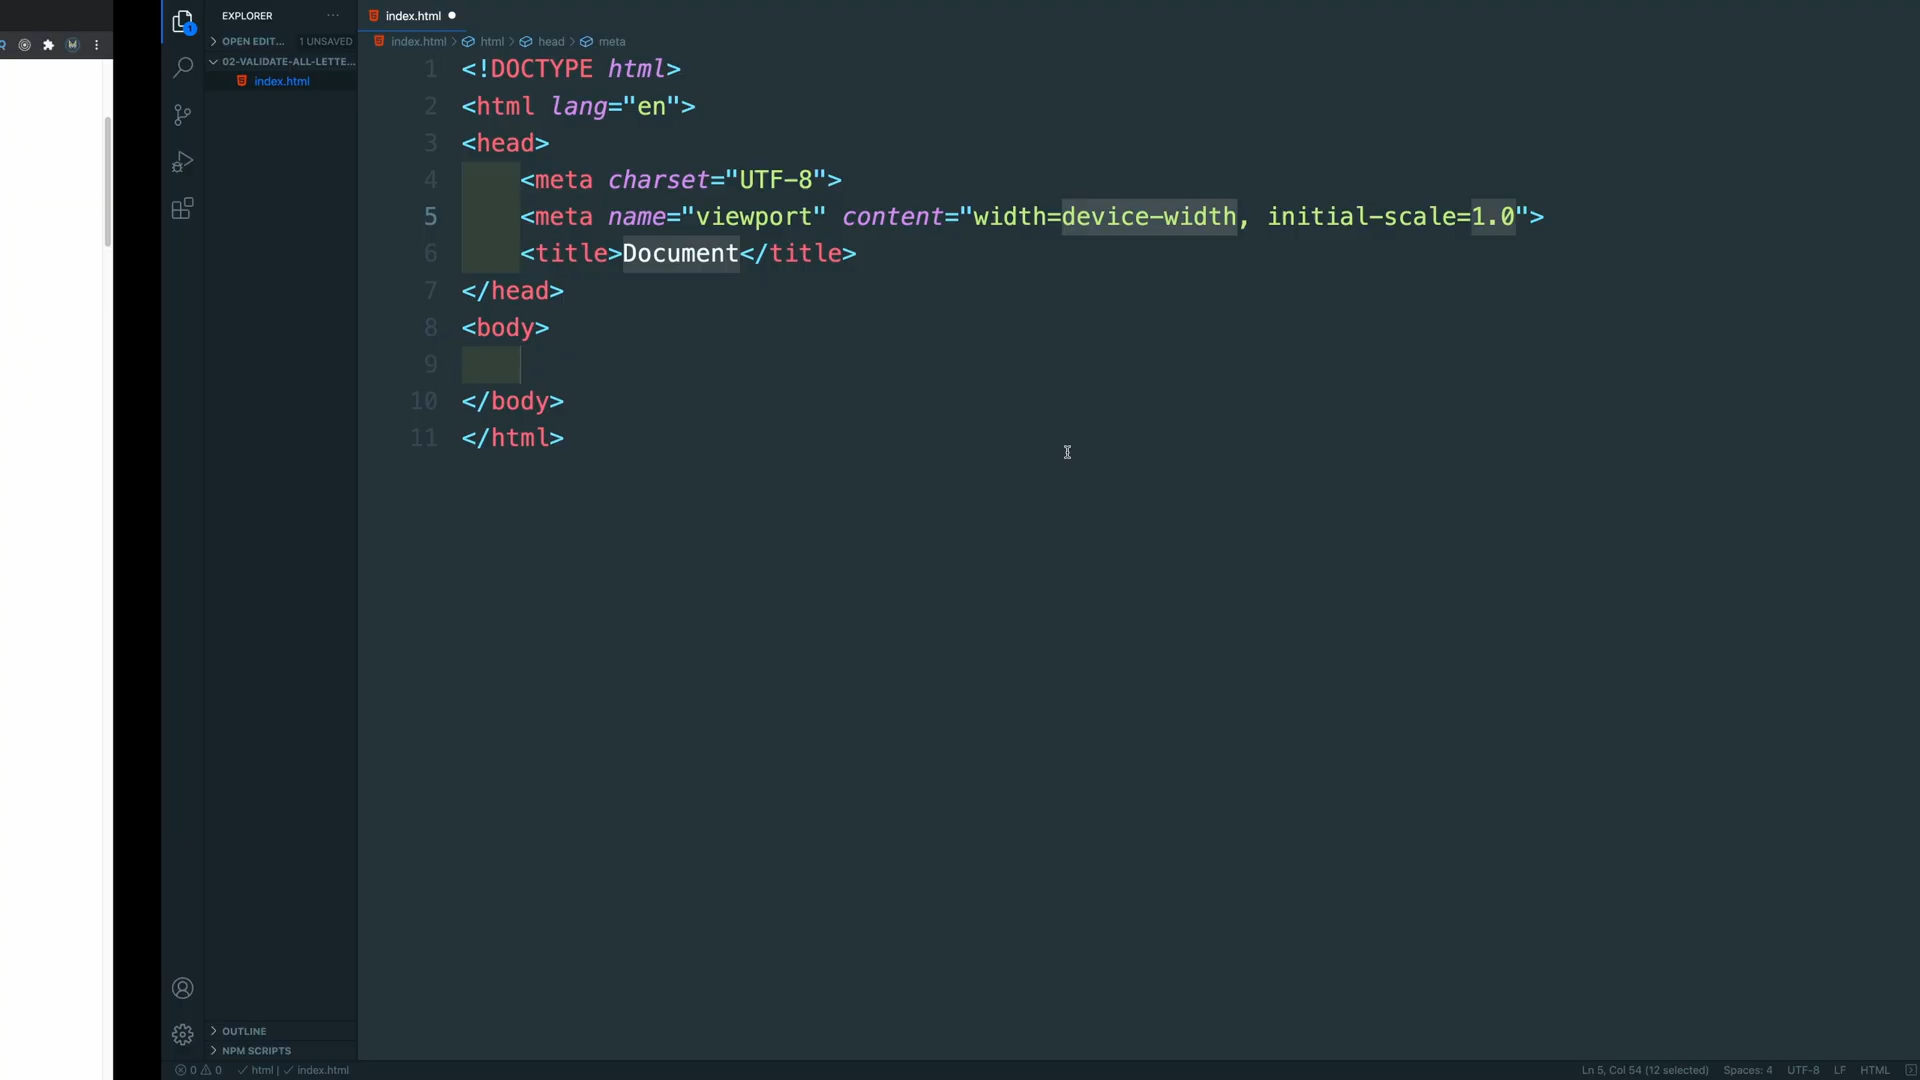 EXPLORER
OPEN EDIT... 1 UNSAVED
02-VALIDATE-ALL-LETTE...
index.html
index.html
index.html > html > head > meta
1 <!DOCTYPE html>
2 <html lang="en">
3 <head>
4 <meta charset="UTF-8">
5 <meta name="viewport" content="width=device-width, initial-scale=1.0">
6 <title>Document</title>
7 </head>
8 <body>
9
10 </body>
11 </html>
1
OUTLINE
NPM SCRIPTS
0 0 html | index.html
Ln 5, Col 54 (12 selected) Spaces: 4 UTF-8 LF HTML